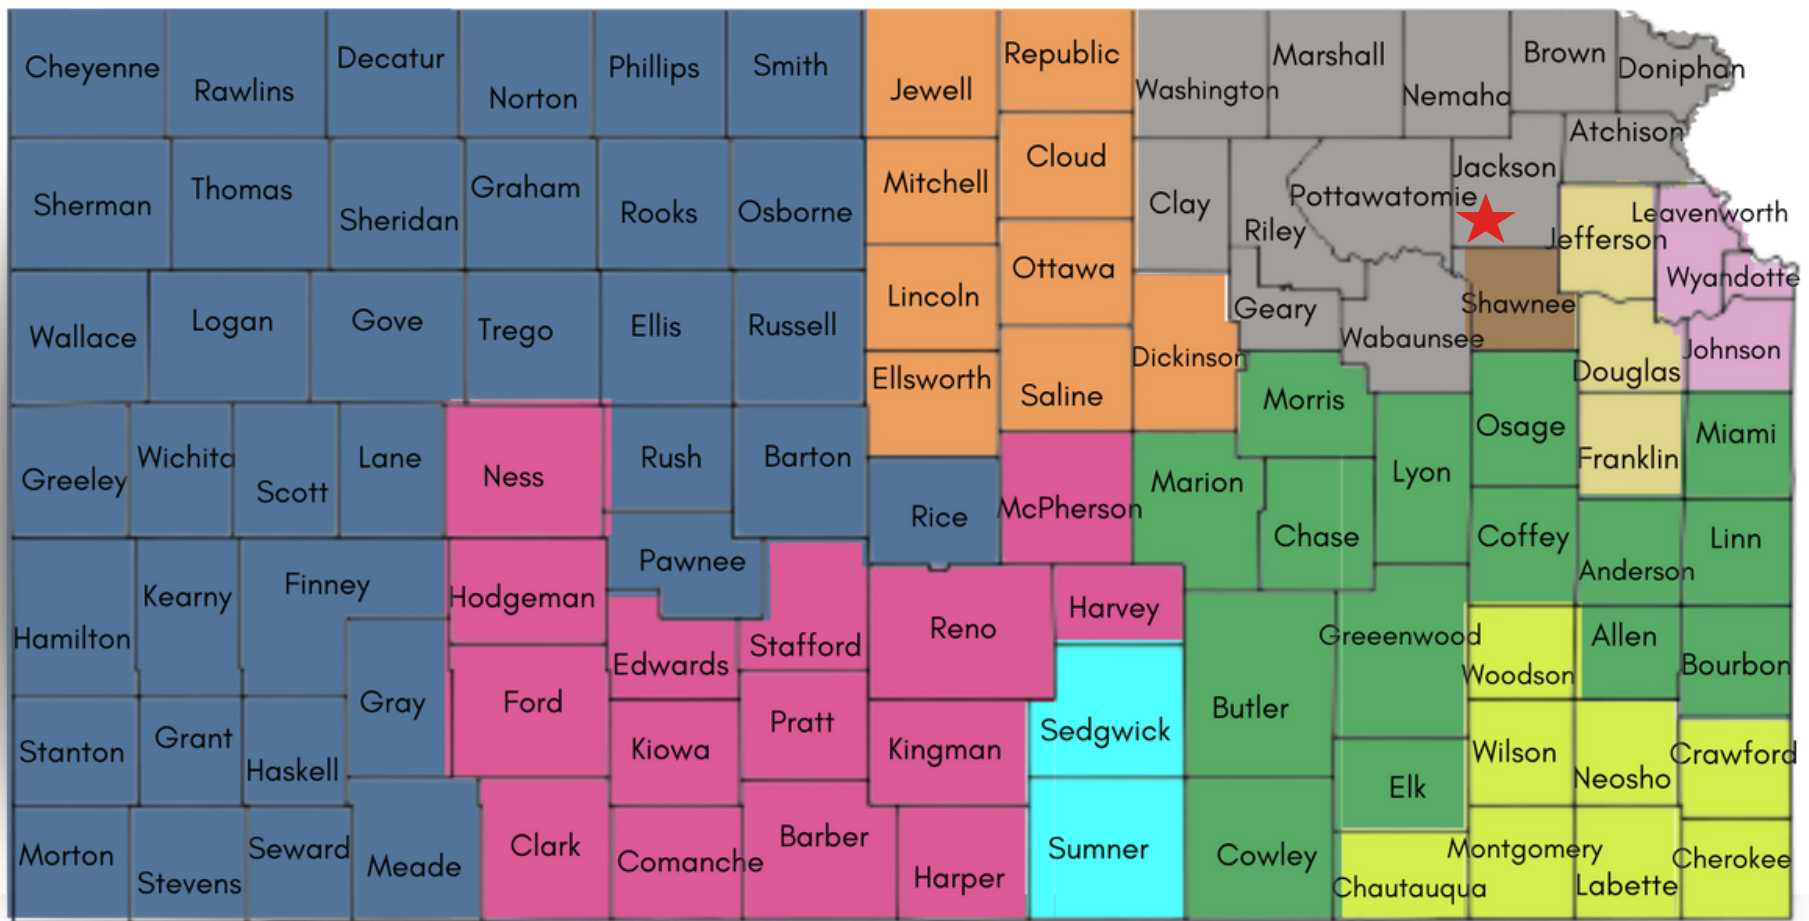 Cheyenne
Rawlins
Decatur
Norton
Phillips
Smith
Jewell
Republic
Washington
Marshall
Nemaha
Brown
Doniphan
Atchison
Sherman
Thomas
Sheridan
Graham
Rooks
Osborne
Mitchell
Cloud
Clay
Riley
Pottawatomie
Jackson
Jefferson
Leavenworth
Wyandotte
Wallace
Logan
Gove
Trego
Ellis
Russell
Lincoln
Ottawa
Dickinson
Geary
Wabaunsee
Shawnee
Douglas
Johnson
Ellsworth
Saline
Morris
Greeley
Wichita
Scott
Lane
Ness
Rush
Barton
Rice
McPherson
Marion
Chase
Lyon
Osage
Franklin
Miami
Coffey
Anderson
Linn
Hamilton
Kearny
Finney
Hodgeman
Pawnee
Edwards
Stafford
Reno
Harvey
Greeenwood
Woodson
Allen
Bourbon
Gray
Ford
Kiowa
Pratt
Kingman
Sedgwick
Butler
Elk
Wilson
Neosho
Crawford
Stanton
Grant
Haskell
Morton
Stevens
Seward
Meade
Clark
Comanche
Barber
Harper
Sumner
Cowley
Chautauqua
Montgomery
Labette
Cherokee